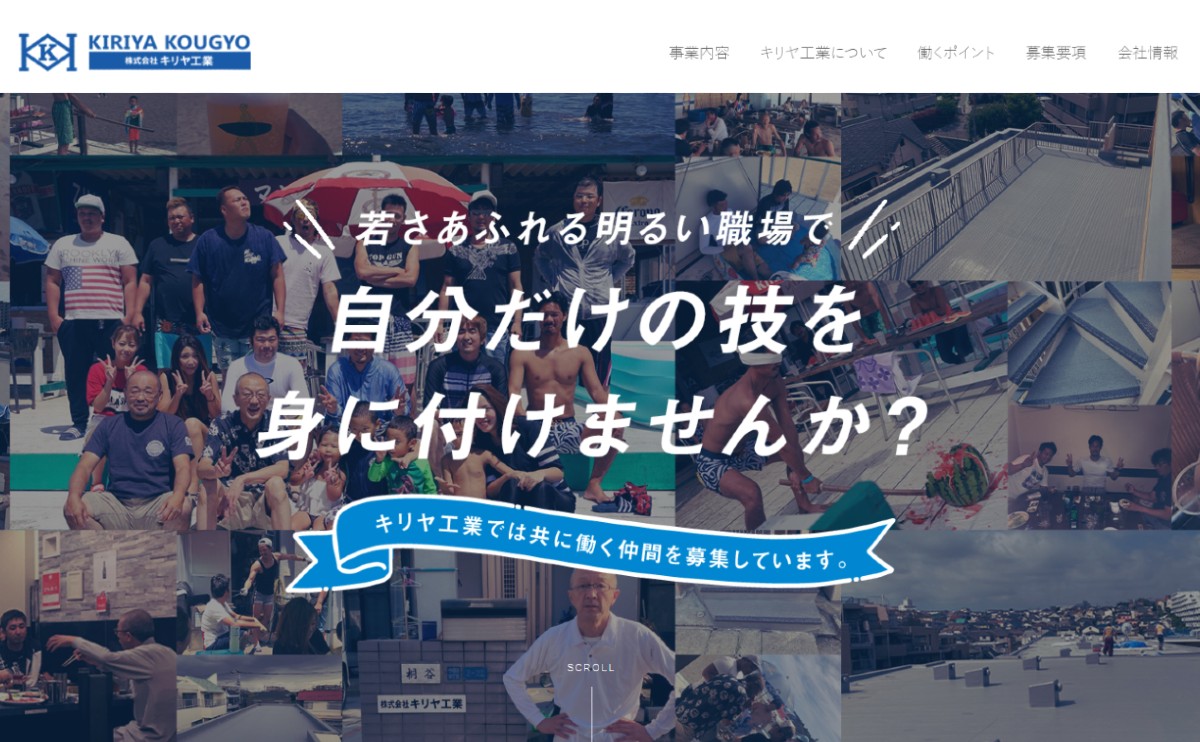 KIRIYA KOUGYO
株式会社 キリヤ工業
事業内容
キリヤ工業について
働くポイント
募集要項
会社情報
若さあふれる明るい職場で
自分だけの技を
身に付けませんか?
キリヤ工業では共に働く仲間を募集しています。
SCROLL
桐谷
株式会社キリヤ工業
Corona
TOP GUN